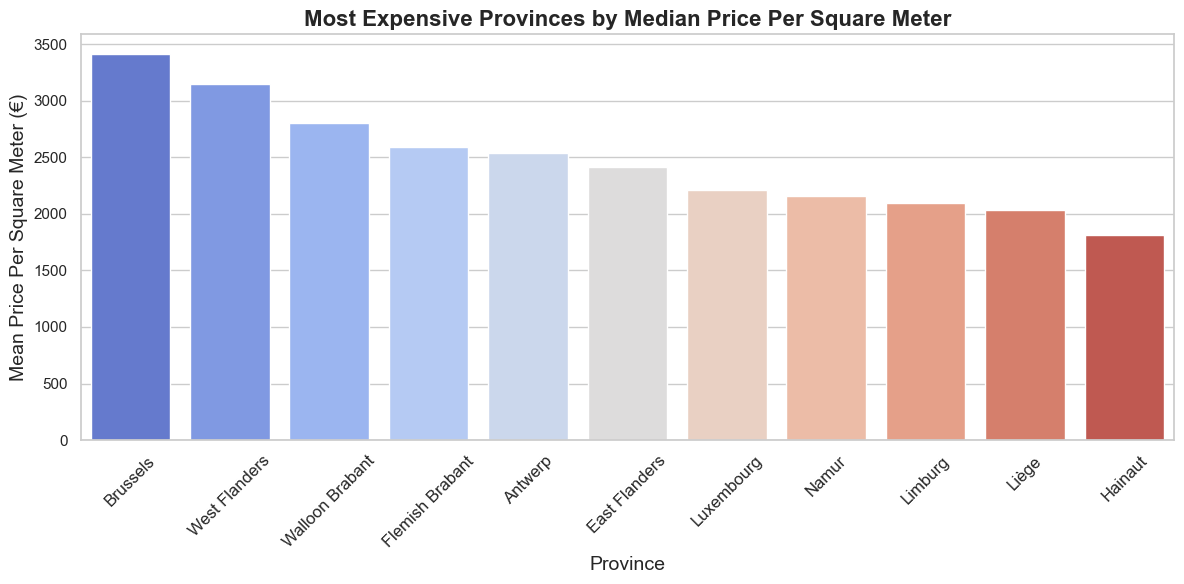 Most Expensive Provinces by Median Price Per Square Meter
Mean Price Per Square Meter (€)
3500
3000
2500
2000
1500
1000
500
0
Brussels
West Flanders
Walloon Brabant
Flemish Brabant
Antwerp
East Flanders
Luxembourg
Namur
Limburg
Liège
Hainaut
Province